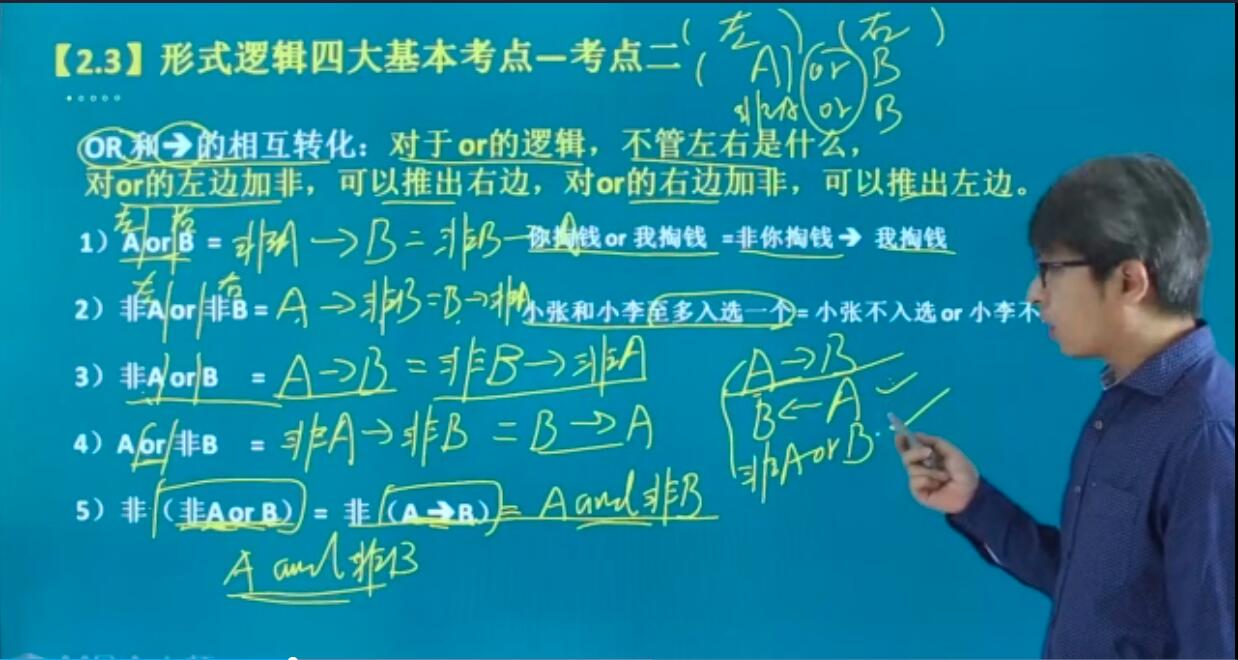 (左) (右)
【2.3】形式逻辑四大基本考点—考点二
(A) or B
非A or B
OR和➔的相互转化：对于or的逻辑，不管左右是什么，
对or的左边加非，可以推出右边，对or的右边加非，可以推出左边。
左 右
1）A or B = 非A → B = 非B → A 你掏钱or 我掏钱 =非你掏钱➔ 我掏钱
左 右
2）非A or 非B = A → 非B = B → 非A 小张和小李至多入选一个 = 小张不入选or 小李不
3）非A or B = A → B = 非B → 非A
A → B
B ← A
非A or B
4）A or 非B = 非A → 非B = B → A
5）非（非A or B）= 非（A ➔ B）= A and 非B
A and 非B